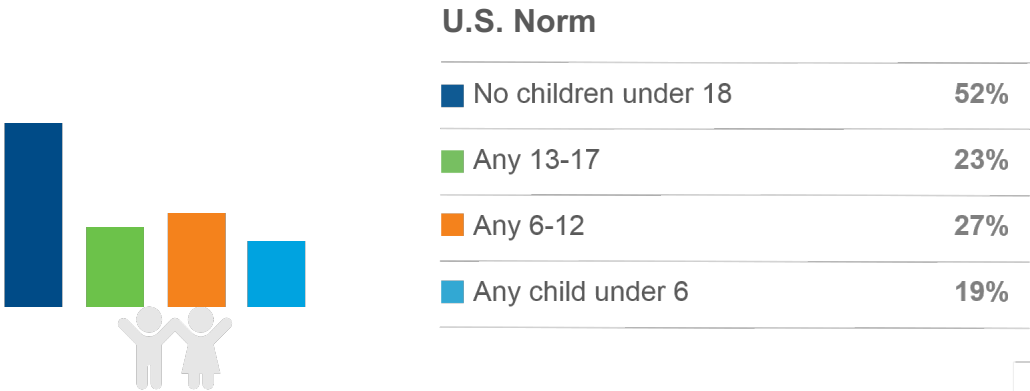 U.S. Norm
No children under 18 52%
Any 13-17 23%
Any 6-12 27%
Any child under 6 19%